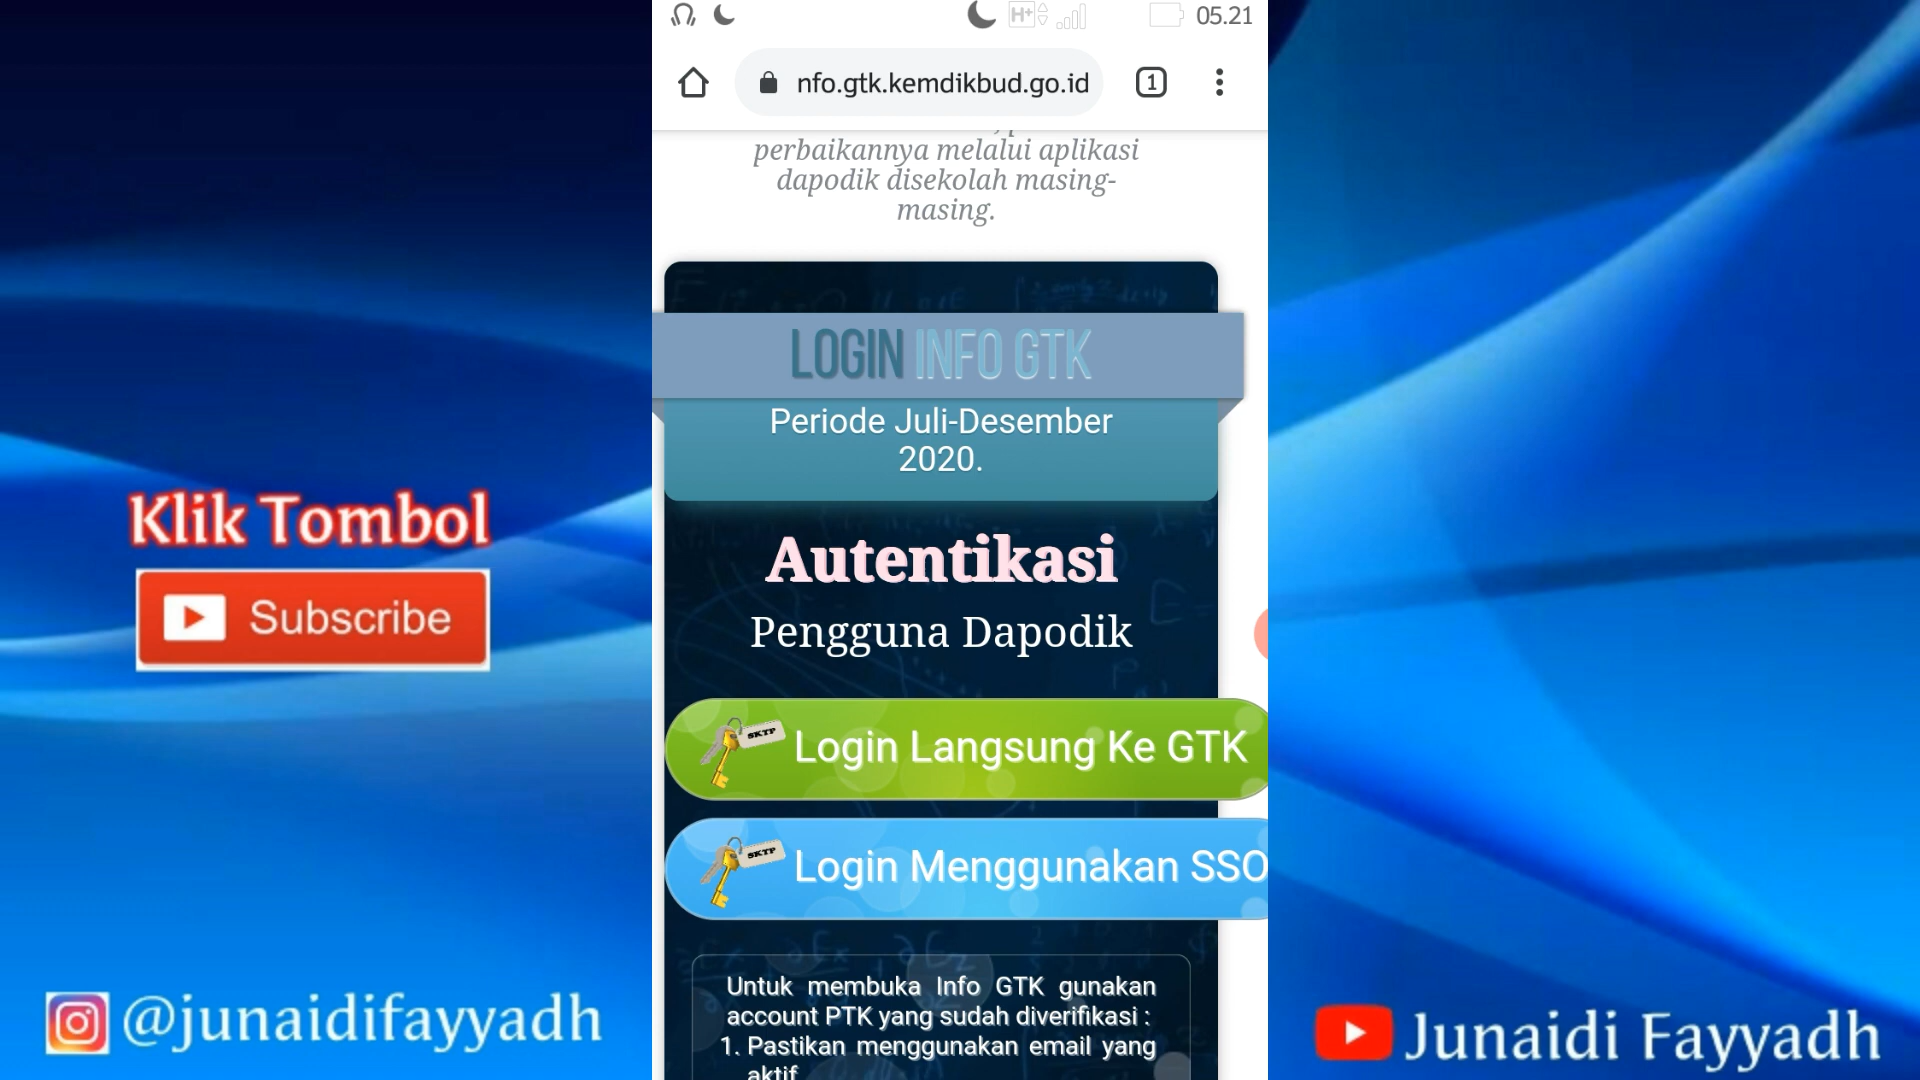 05.21
H+
nfo.gtk.kemdikbud.go.id
1
perbaikannya melalui aplikasi
dapodik disekolah masing-
masing.
LOGIN INFO GTK
Periode Juli-Desember
2020.
Autentikasi
Pengguna Dapodik
SKTP
Login Langsung Ke GTK
SKTP
Login Menggunakan SSO
Untuk membuka Info GTK gunakan
account PTK yang sudah diverifikasi :
1. Pastikan menggunakan email yang
aktif
Klik Tombol
Subscribe
@junaidifayyadh
Junaidi Fayyadh